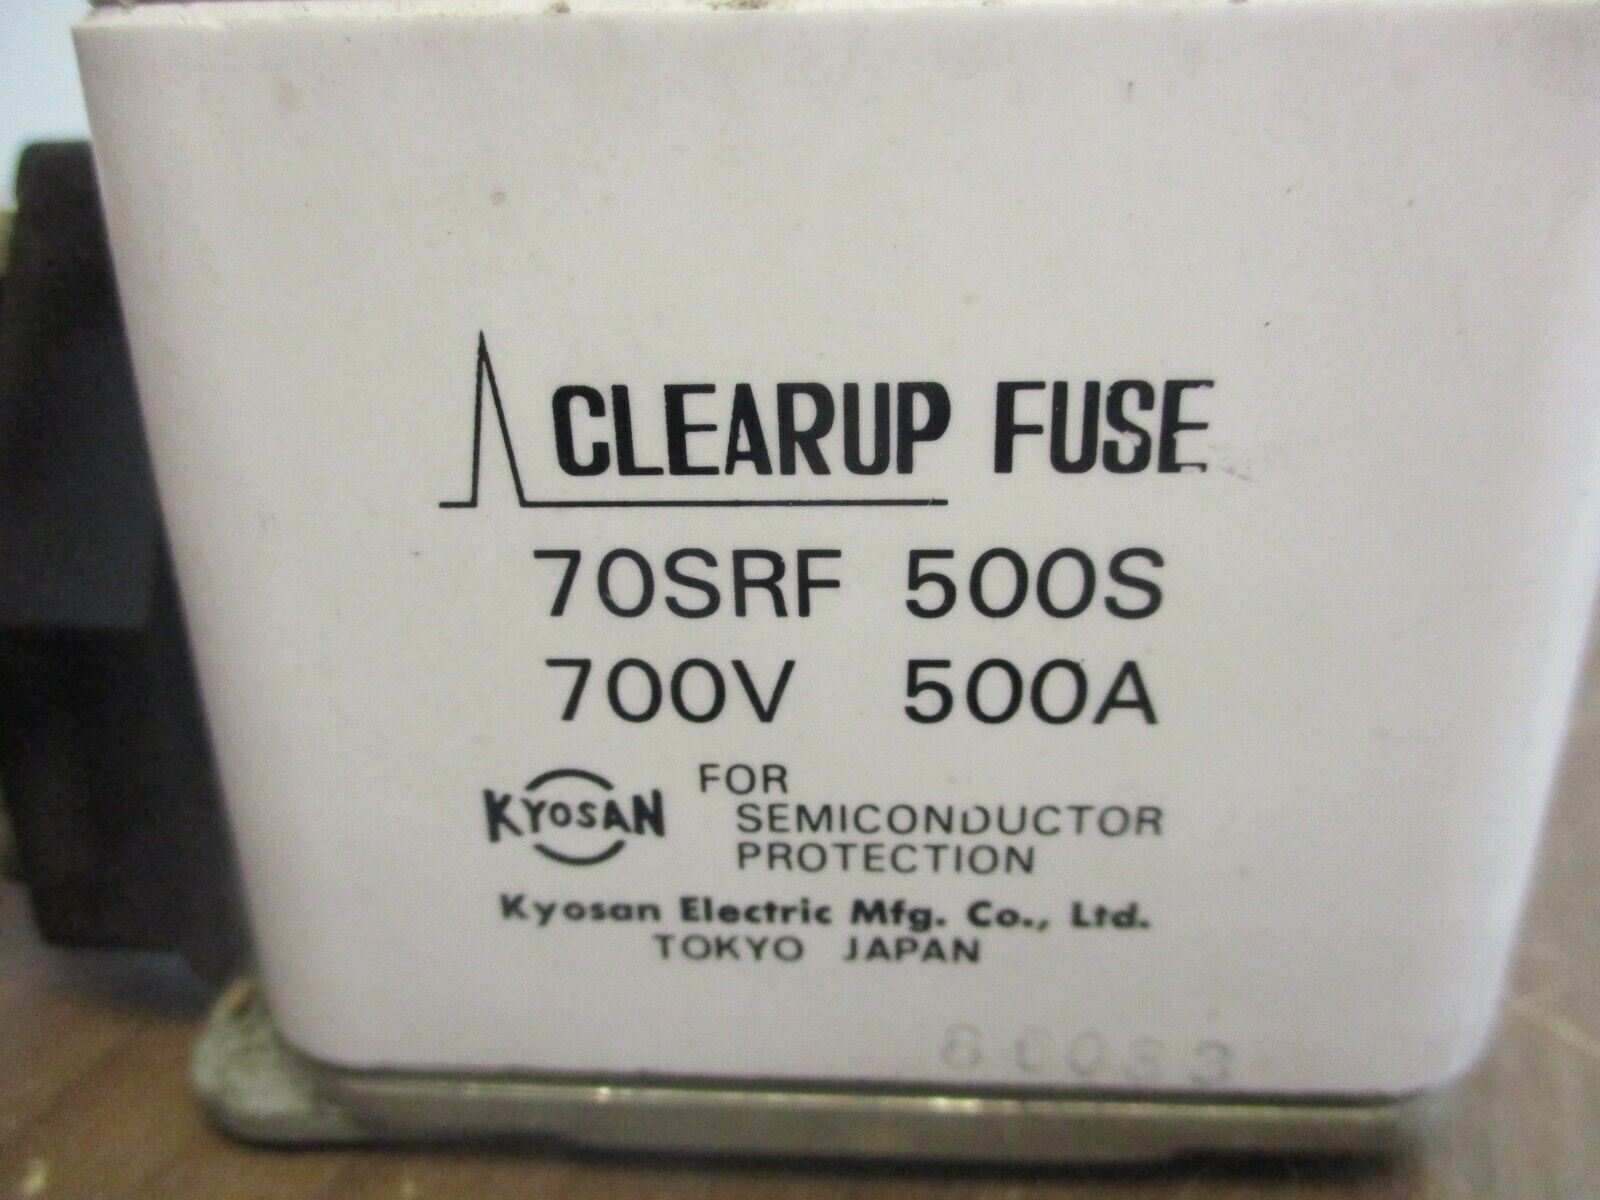 CLEARUP FUSE
70SRF 500S
700V 500A
KYOSAN
FOR
SEMICONDUCTOR
PROTECTION
Kyosan Electric Mfg. Co., Ltd.
TOKYO JAPAN